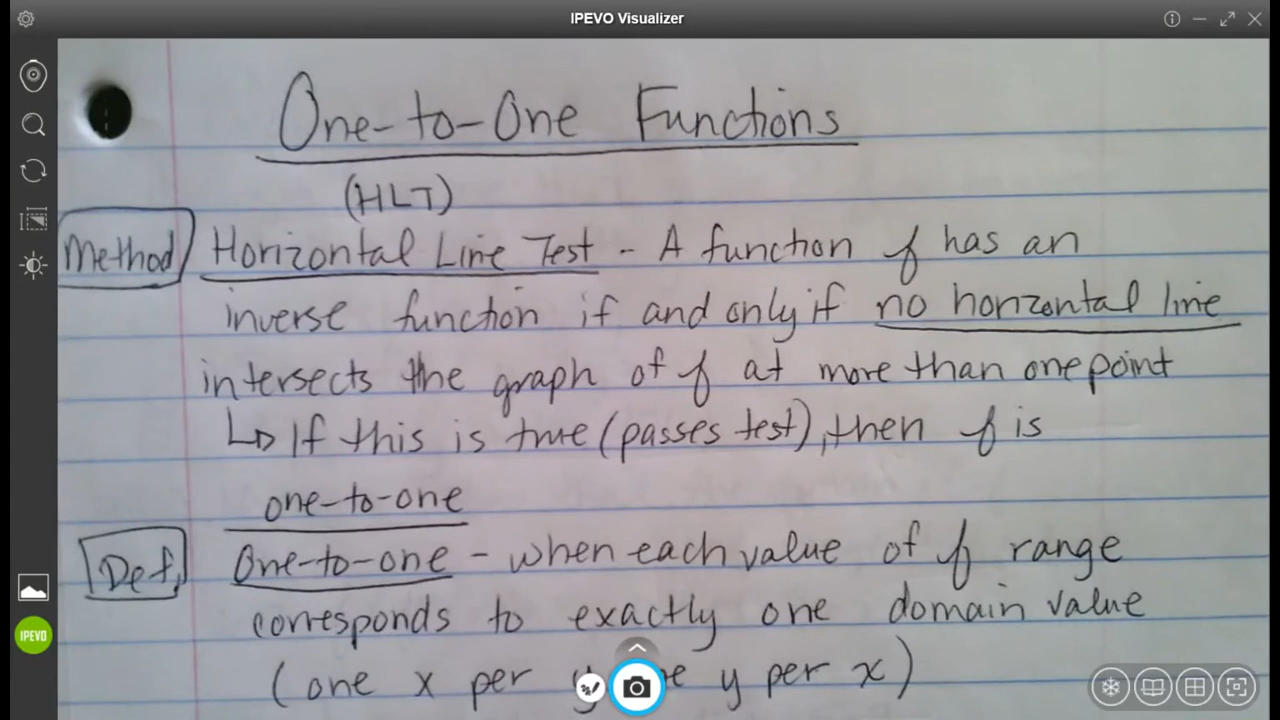 IPEVO Visualizer
One-to-One Functions
(HLT)
Method Horizontal Line Test - A function f has an
inverse function if and only if no horizontal line
intersects the graph of f at more than one point
↳ If this is true (passes test), then f is
one-to-one
Def. One-to-one - when each value of f range
corresponds to exactly one domain value
(one x per y per x)
IPEVO